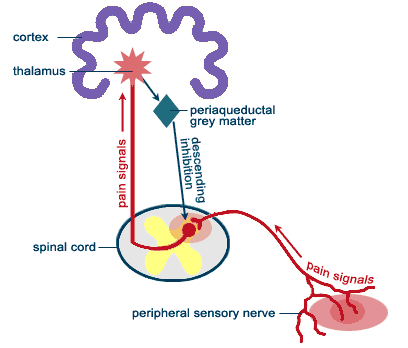 cortex
thalamus
periaqueductal
grey matter
pain signals
descending
inhibition
spinal cord
pain signals
peripheral sensory nerve